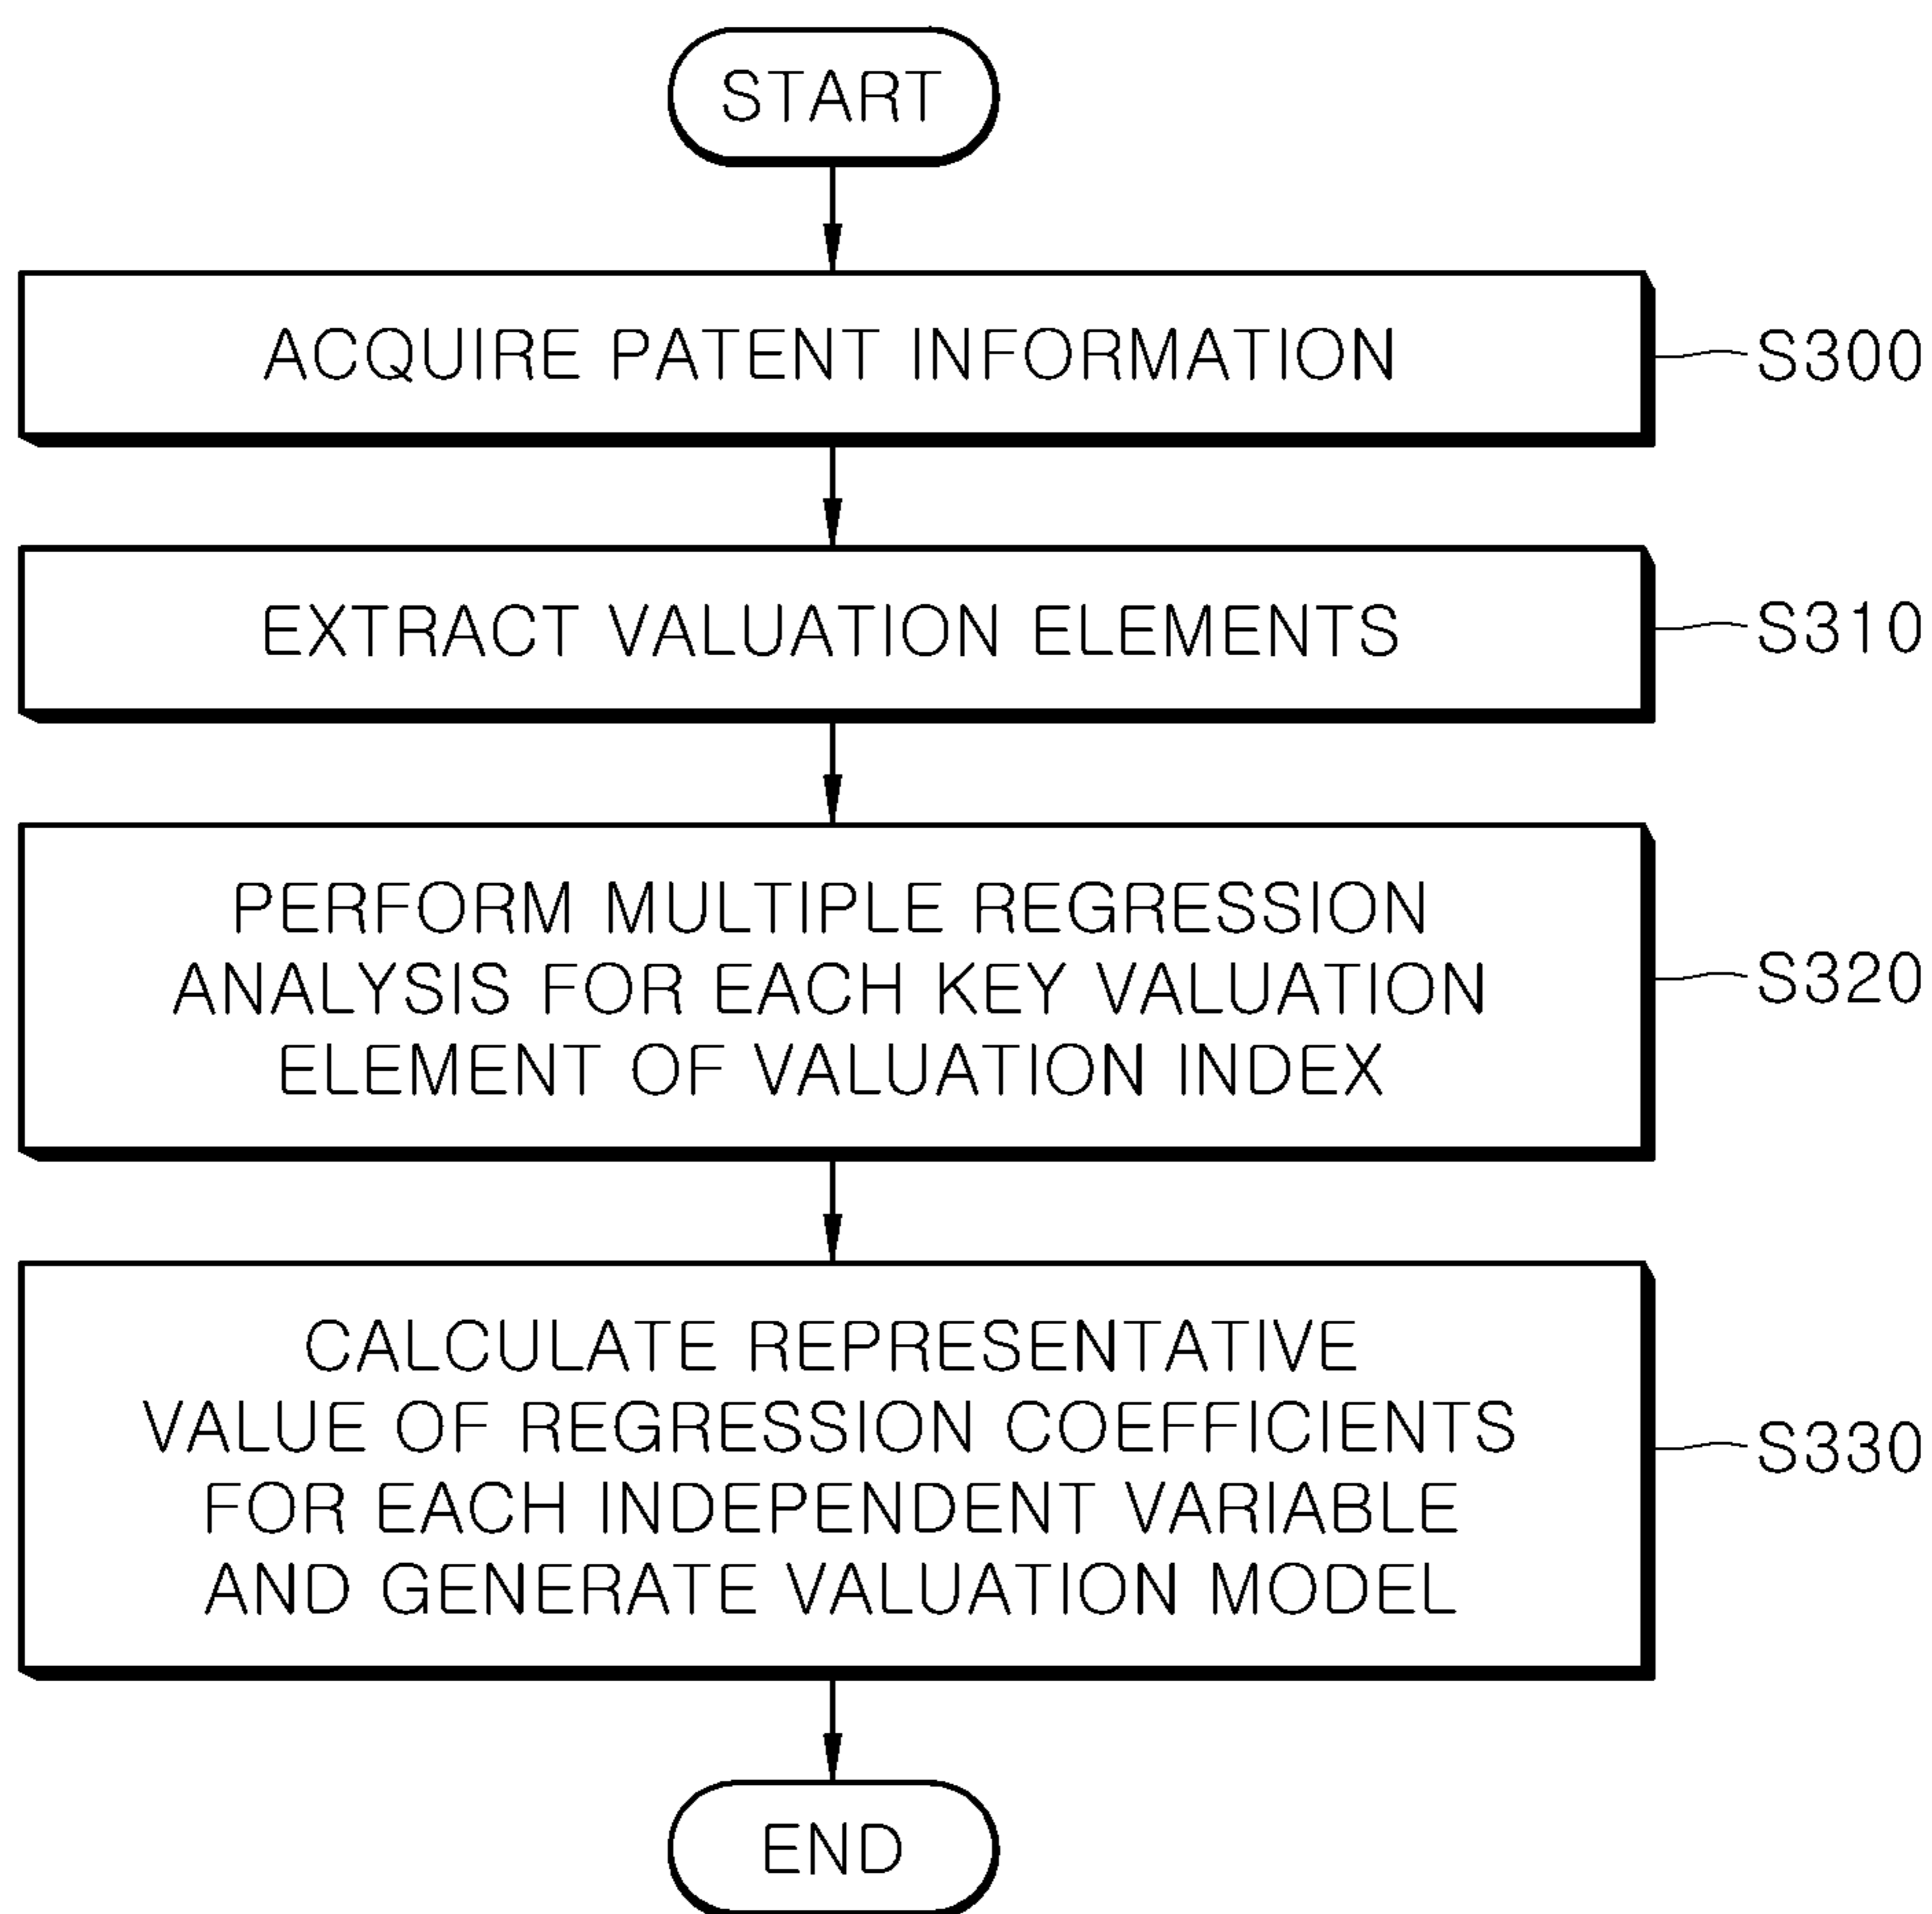 START
ACQUIRE PATENT INFORMATION
S300
EXTRACT VALUATION ELEMENTS
S310
PERFORM MULTIPLE REGRESSION
ANALYSIS FOR EACH KEY VALUATION
ELEMENT OF VALUATION INDEX
S320
CALCULATE REPRESENTATIVE
VALUE OF REGRESSION COEFFICIENTS
FOR EACH INDEPENDENT VARIABLE
AND GENERATE VALUATION MODEL
S330
END